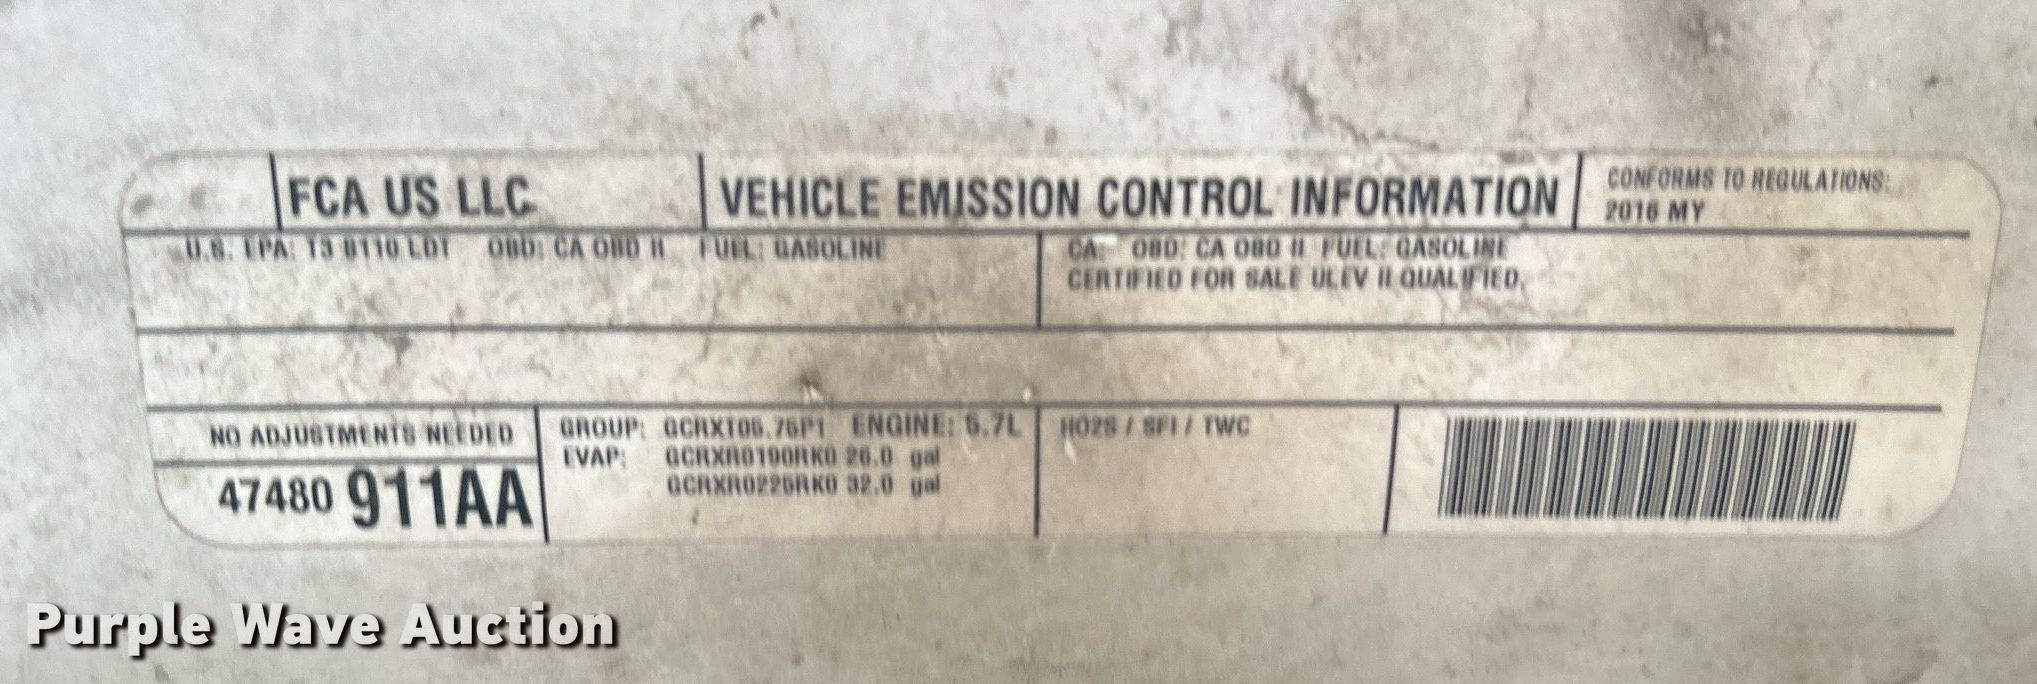 FCA US LLC
VEHICLE EMISSION CONTROL INFORMATION
CONFORMS TO REGULATIONS:
2016 MY
U.S. EPA: T3 B110 LDT OBD: CA OBD II FUEL: GASOLINE
CA: OBD: CA OBD II FUEL: GASOLINE
CERTIFIED FOR SALE ULEV II QUALIFIED.
NO ADJUSTMENTS NEEDED
47480 911AA
GROUP: GCRXT05.75P1 ENGINE: 5.7L
EVAP: GCRXR0190RK0 26.0 gal
GCRXR0225RK0 32.0 gal
HO2S / SFI / TWC
Purple Wave Auction